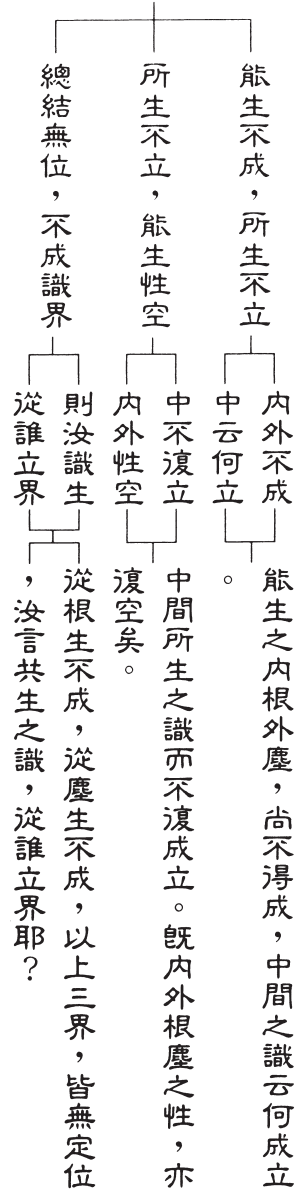 能生不成，所生不立
內外不成
中云何立
能生之內根外塵，尚不得成，中間之識云何成立
。
所生不立，能生性空
中不復立
內外性空
中間所生之識而不復成立。既內外根塵之性，亦
復空矣。
總結無位，不成識界
則汝識生
從誰立界
從根生不成，從塵生不成，以上三界，皆無定位
，汝言共生之識，從誰立界耶？